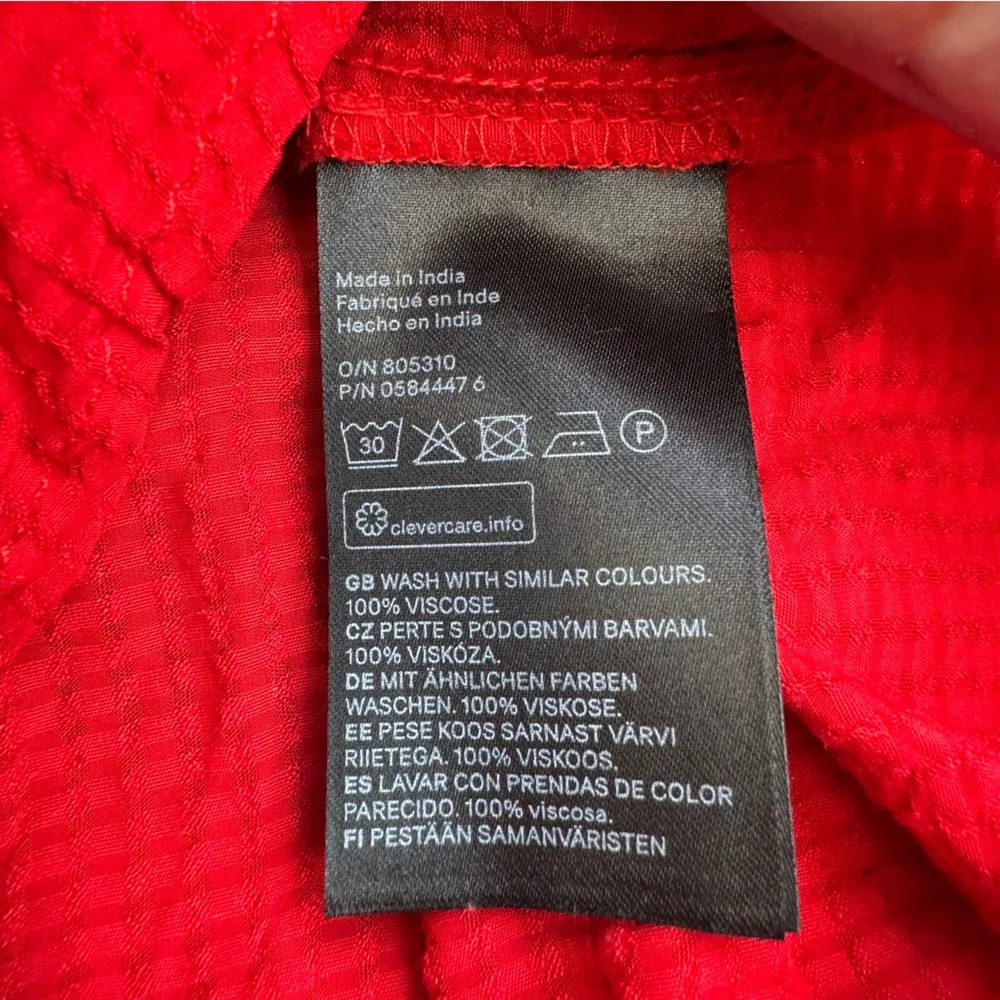 Made in India
Fabriqué en Inde
Hecho en India
O/N 805310
P/N 0584447 6
30 P
clevercare.info
GB WASH WITH SIMILAR COLOURS.
100% VISCOSE.
CZ PERTE S PODOBNÝMI BARVAMI.
100% VISKÓZA.
DE MIT ÄHNLICHEN FARBEN
WASCHEN. 100% VISKOSE.
EE PESE KOOS SARNAST VÄRVI
RIIETEGA. 100% VISKOOS.
ES LAVAR CON PRENDAS DE COLOR
PARECIDO. 100% viscosa.
FI PESTÄÄN SAMANVÄRISTEN